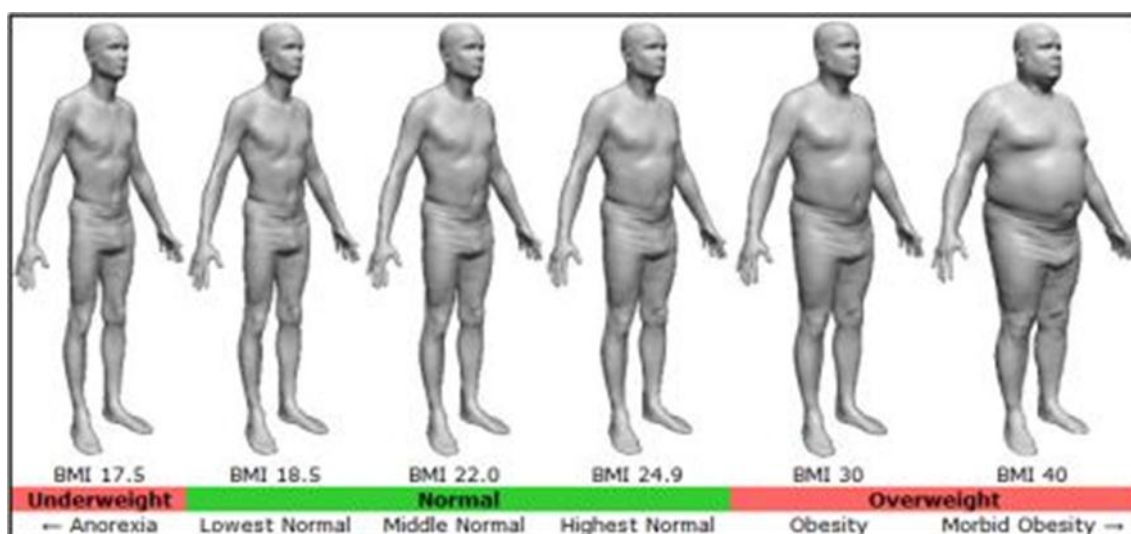 BMI 17.5 BMI 18.5 BMI 22.0 BMI 24.9 BMI 30 BMI 40
Underweight Normal Overweight
← Anorexia Lowest Normal Middle Normal Highest Normal Obesity Morbid Obesity →